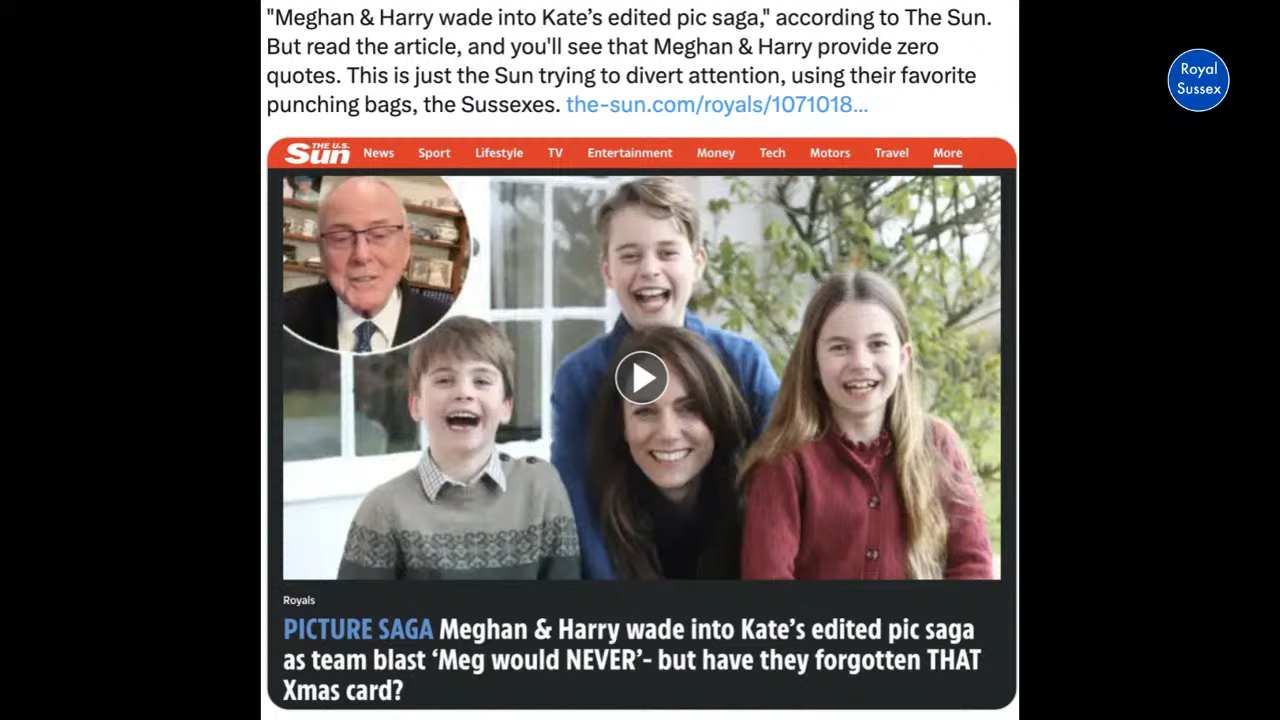 "Meghan & Harry wade into Kate’s edited pic saga," according to The Sun.
But read the article, and you'll see that Meghan & Harry provide zero
quotes. This is just the Sun trying to divert attention, using their favorite
punching bags, the Sussexes. the-sun.com/royals/1071018...
Royal
Sussex
THE U.S.
Sun News Sport Lifestyle TV Entertainment Money Tech Motors Travel More
Royals
PICTURE SAGA Meghan & Harry wade into Kate’s edited pic saga
as team blast ‘Meg would NEVER’- but have they forgotten THAT
Xmas card?